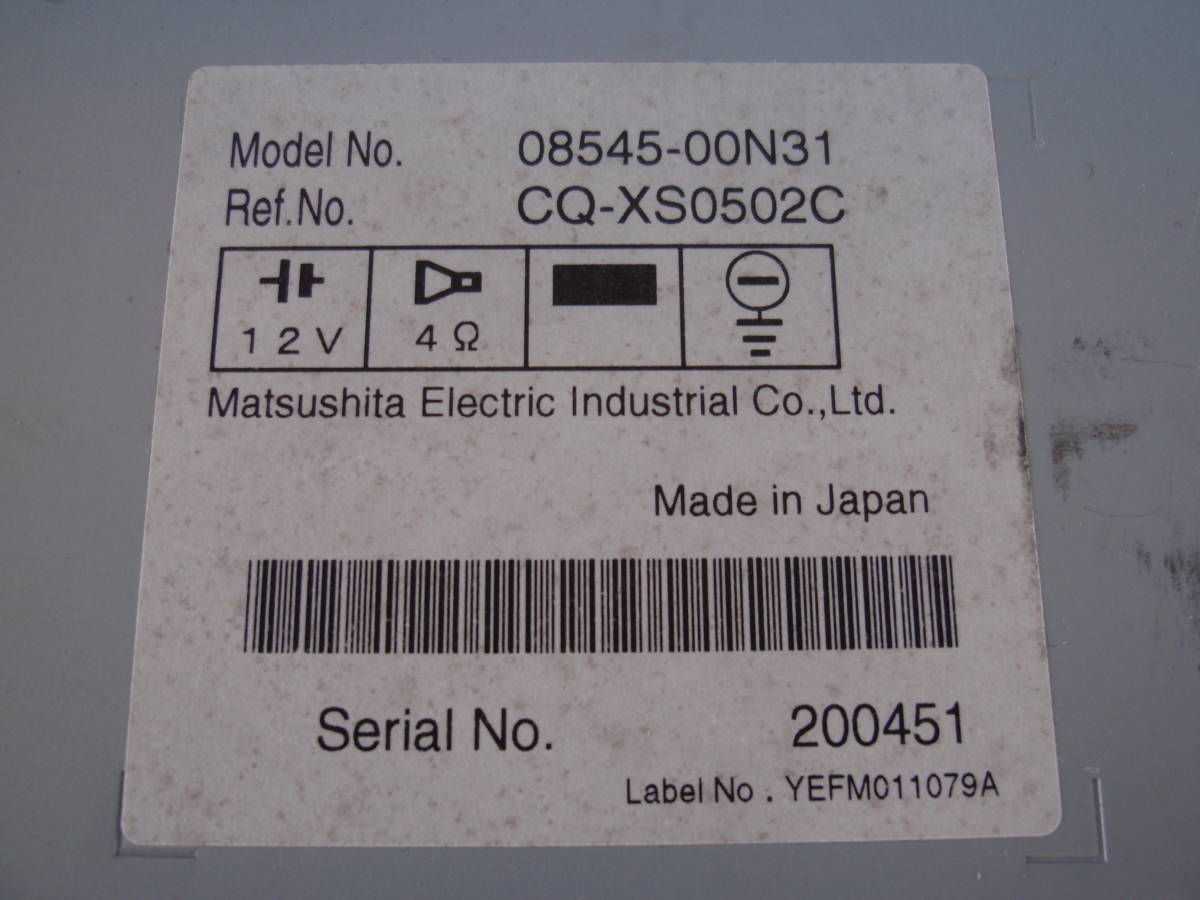 Model No. 08545-00N31
Ref.No. CQ-XS0502C
12V 4Ω
Matsushita Electric Industrial Co.,Ltd.
Made in Japan
Serial No. 200451
Label No . YEFM011079A